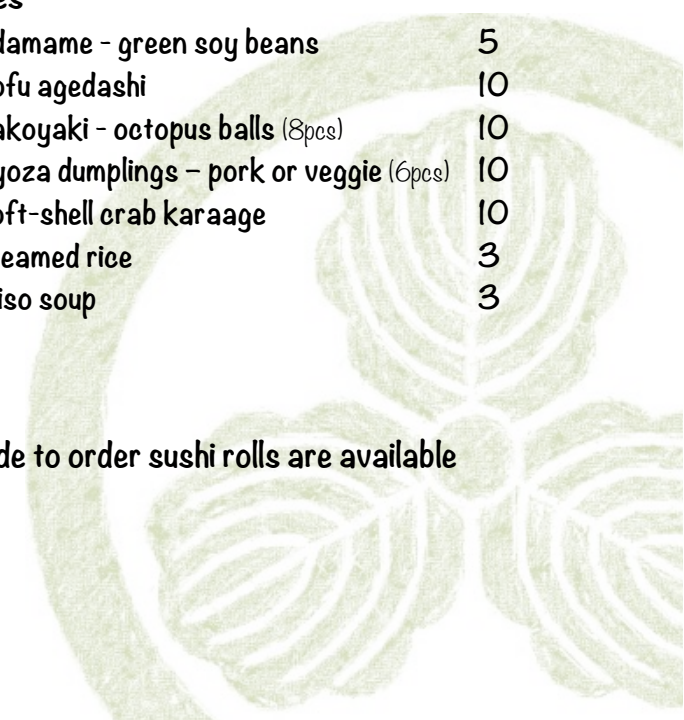 es
damame - green soy beans 5
ofu agedashi 10
akoyaki - octopus balls (8pcs) 10
yoza dumplings – pork or veggie (6pcs) 10
oft-shell crab karaage 10
eamed rice 3
iso soup 3
de to order sushi rolls are available